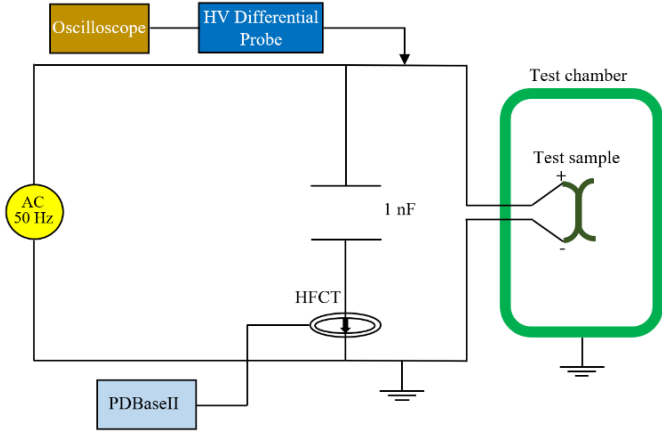 Oscilloscope
HV Differential
Probe
Test chamber
Test sample
+
AC
50 Hz
1 nF
-
HFCT
PDBaseII